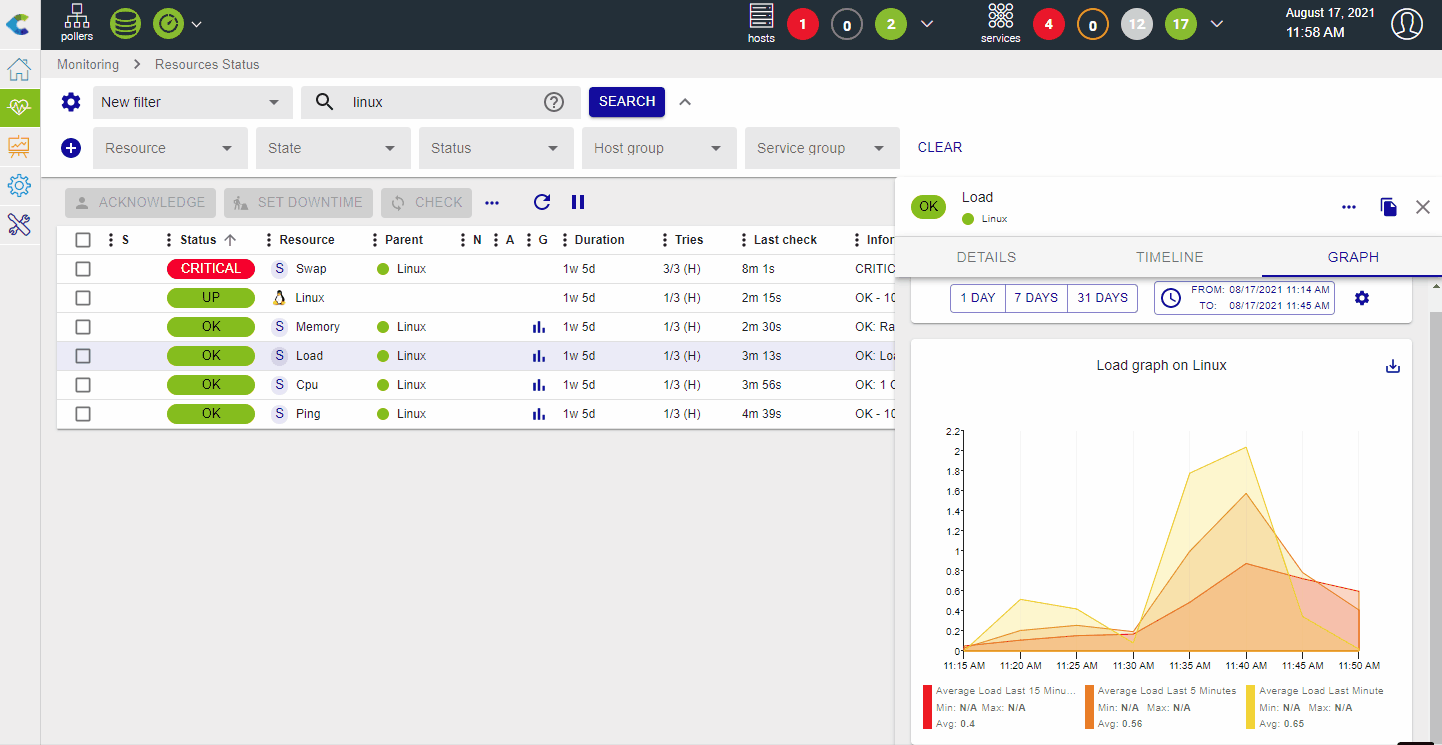 pollers
hosts
1
0
2
services
4
0
12
17
August 17, 2021
11:58 AM
Monitoring > Resources Status
New filter
linux
?
SEARCH
Resource
State
Status
Host group
Service group
CLEAR
ACKNOWLEDGE
SET DOWNTIME
CHECK
S Status Resource Parent N A G Duration Tries Last check Infor
CRITICAL S Swap Linux 1w 5d 3/3 (H) 8m 1s CRITIC
UP Linux 1w 5d 1/3 (H) 2m 15s OK - 10
OK S Memory Linux 1w 5d 1/3 (H) 2m 30s OK: Ra
OK S Load Linux 1w 5d 1/3 (H) 3m 13s OK: Loa
OK S Cpu Linux 1w 5d 1/3 (H) 3m 56s OK: 1 C
OK S Ping Linux 1w 5d 1/3 (H) 4m 39s OK - 10
OK
Load
Linux
DETAILS
TIMELINE
GRAPH
1 DAY
7 DAYS
31 DAYS
FROM: 08/17/2021 11:14 AM
TO: 08/17/2021 11:45 AM
Load graph on Linux
2.2
2
1.8
1.6
1.4
1.2
1
0.8
0.6
0.4
0.2
0
11:15 AM 11:20 AM 11:25 AM 11:30 AM 11:35 AM 11:40 AM 11:45 AM 11:50 AM
Average Load Last 15 Minu...
Min: N/A Max: N/A
Avg: 0.4
Average Load Last 5 Minutes
Min: N/A Max: N/A
Avg: 0.56
Average Load Last Minute
Min: N/A Max: N/A
Avg: 0.65